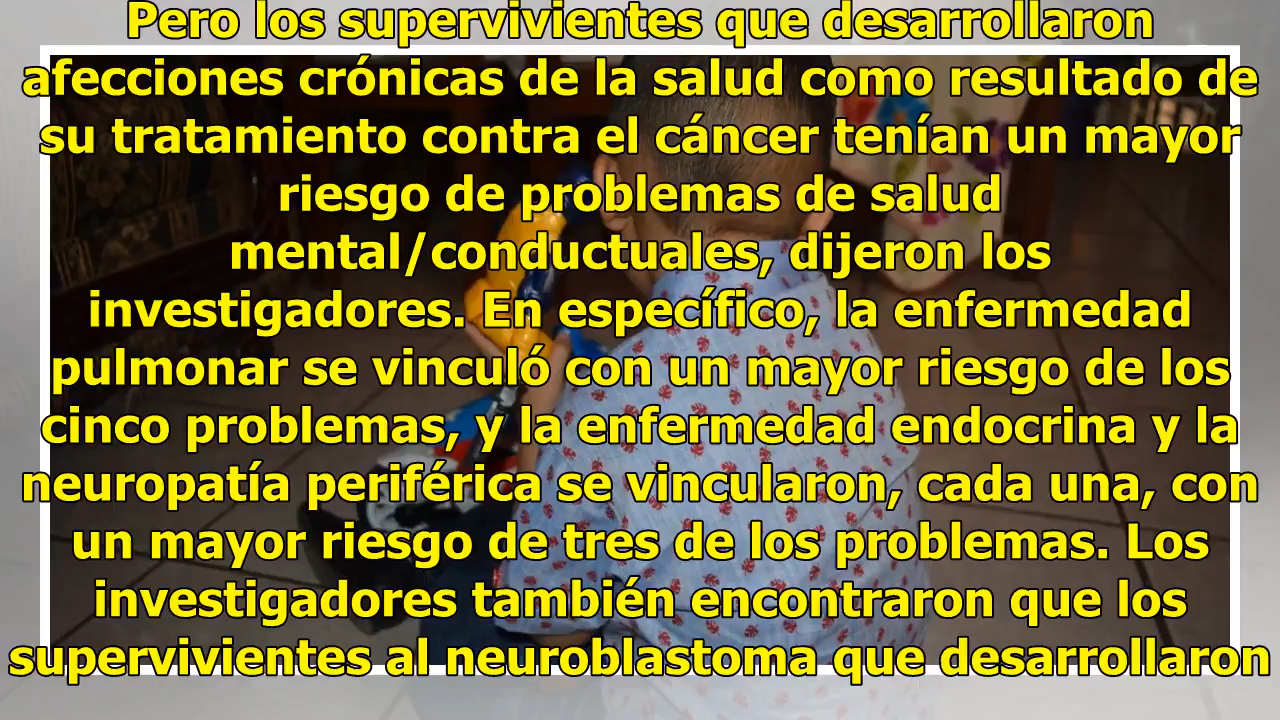 Pero los supervivientes que desarrollaron
afecciones crónicas de la salud como resultado de
su tratamiento contra el cáncer tenían un mayor
riesgo de problemas de salud
mental/conductuales, dijeron los
investigadores. En específico, la enfermedad
pulmonar se vinculó con un mayor riesgo de los
cinco problemas, y la enfermedad endocrina y la
neuropatía periférica se vincularon, cada una, con
un mayor riesgo de tres de los problemas. Los
investigadores también encontraron que los
supervivientes al neuroblastoma que desarrollaron